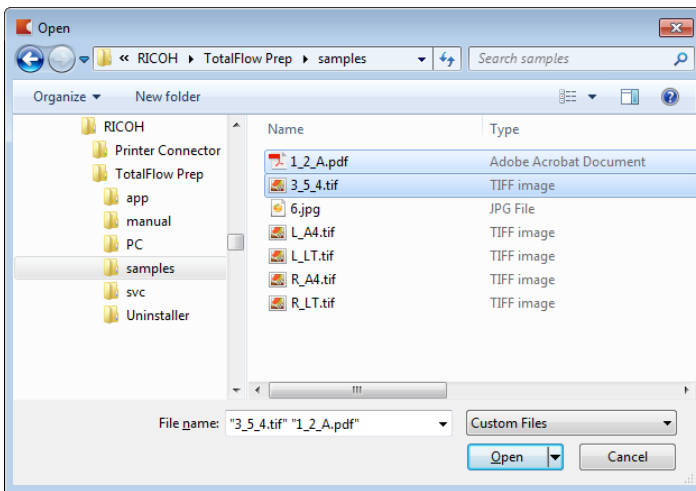 Open
« RICOH ▸ TotalFlow Prep ▸ samples
Search samples
Organize
New folder
RICOH
Printer Connector
TotalFlow Prep
app
manual
PC
samples
svc
Uninstaller
Name Type
1_2_A.pdf Adobe Acrobat Document
3_5_4.tif TIFF image
6.jpg JPG File
L_A4.tif TIFF image
L_LT.tif TIFF image
R_A4.tif TIFF image
R_LT.tif TIFF image
File name: "3_5_4.tif" "1_2_A.pdf"
Custom Files
Open
Cancel